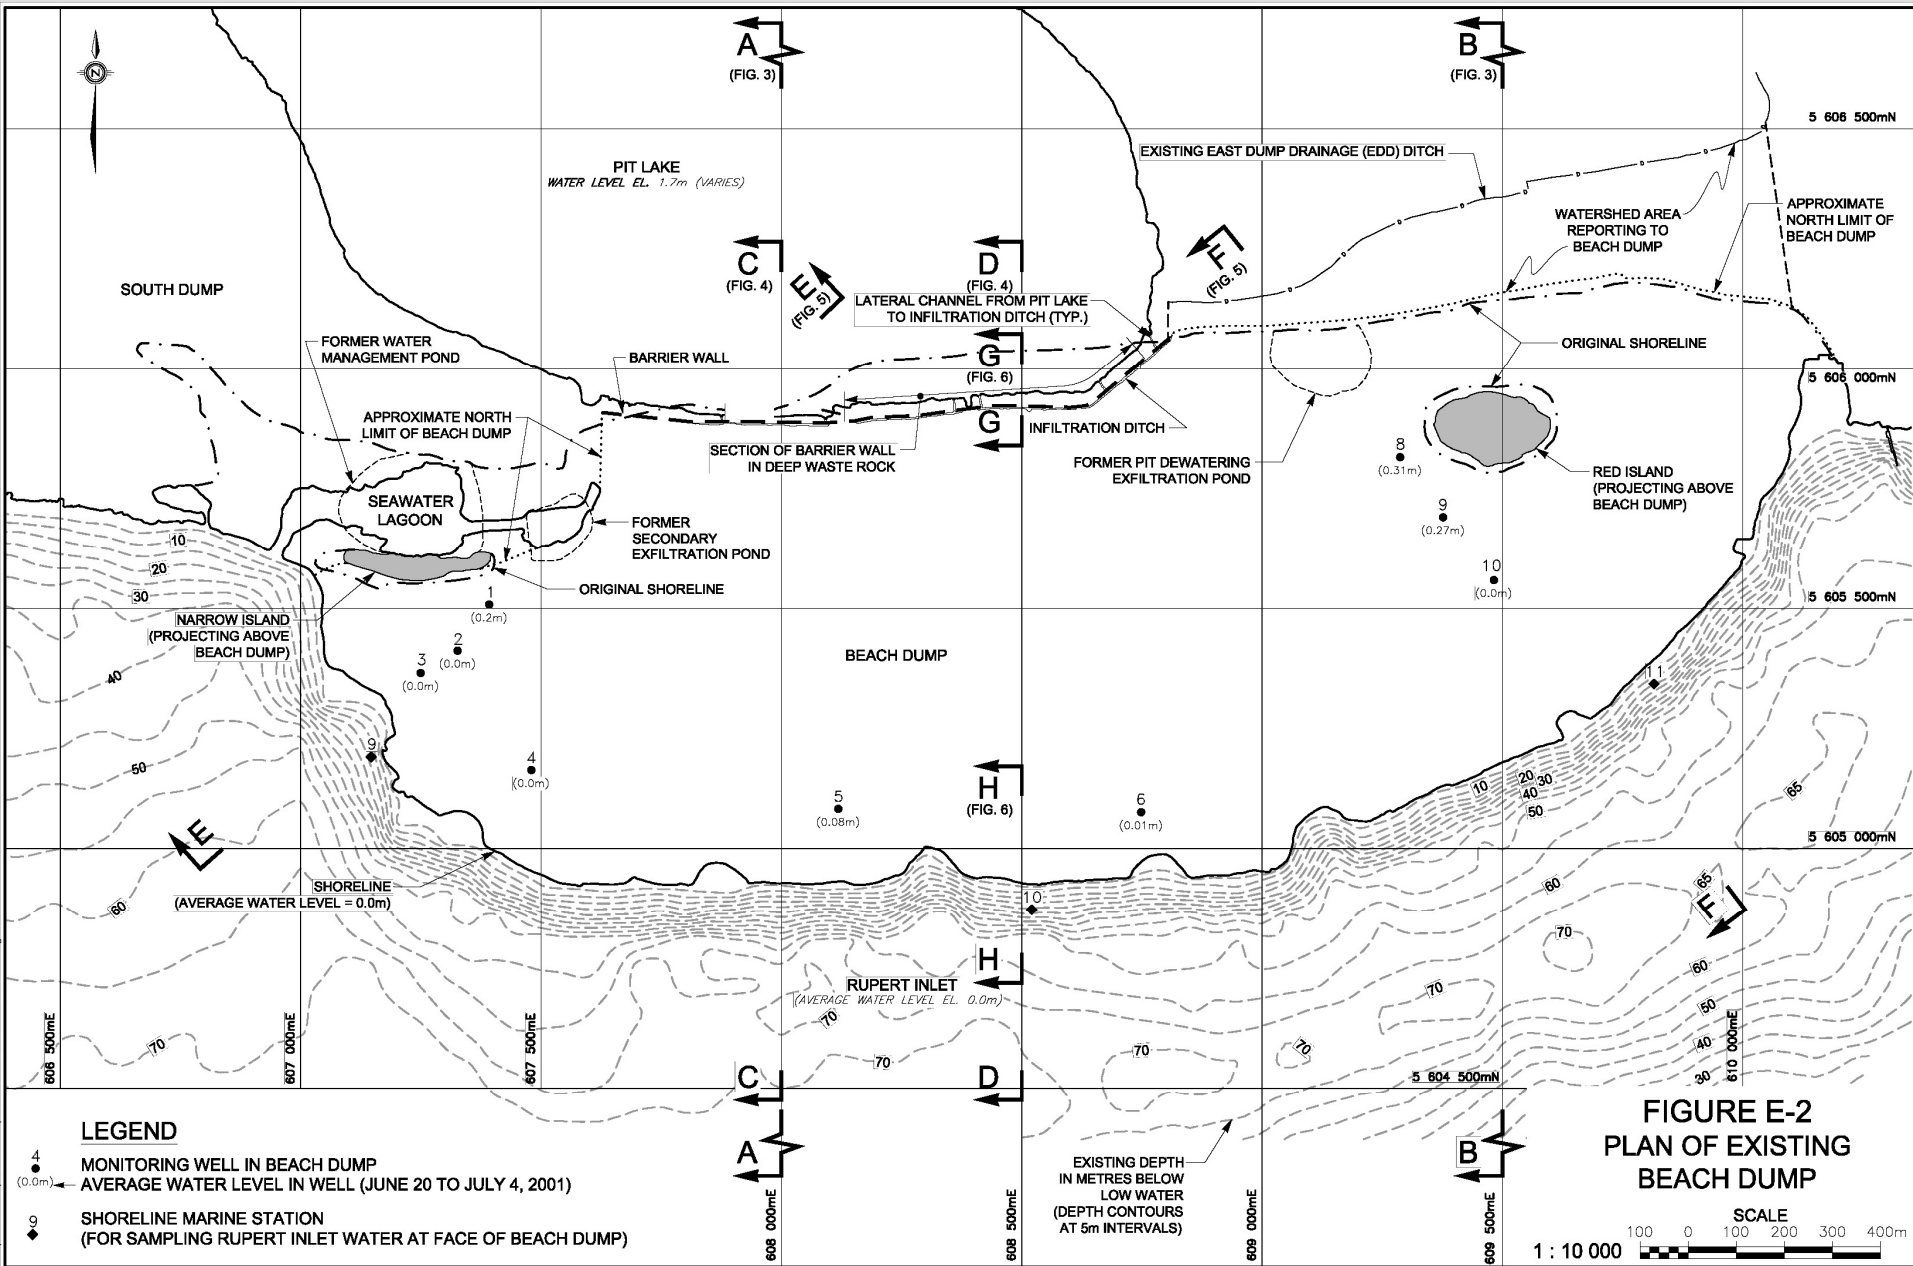 A
(FIG. 3)
B
(FIG. 3)
N
5 606 500mN
PIT LAKE
WATER LEVEL EL. 1.7m (VARIES)
EXISTING EAST DUMP DRAINAGE (EDD) DITCH
WATERSHED AREA
REPORTING TO
BEACH DUMP
APPROXIMATE
NORTH LIMIT OF
BEACH DUMP
SOUTH DUMP
C
(FIG. 4)
E
(FIG. 5)
D
(FIG. 4)
F
(FIG. 5)
LATERAL CHANNEL FROM PIT LAKE
TO INFILTRATION DITCH (TYP.)
FORMER WATER
MANAGEMENT POND
BARRIER WALL
G
(FIG. 6)
ORIGINAL SHORELINE
5 606 000mN
APPROXIMATE NORTH
LIMIT OF BEACH DUMP
G
INFILTRATION DITCH
SECTION OF BARRIER WALL
IN DEEP WASTE ROCK
FORMER PIT DEWATERING
EXFILTRATION POND
8
(0.31m)
RED ISLAND
(PROJECTING ABOVE
BEACH DUMP)
SEAWATER
LAGOON
9
(0.27m)
FORMER
SECONDARY
EXFILTRATION POND
10
20
30
10
(0.0m)
ORIGINAL SHORELINE
5 605 500mN
1
(0.2m)
NARROW ISLAND
(PROJECTING ABOVE
BEACH DUMP)
2
(0.0m)
3
(0.0m)
BEACH DUMP
40
11
9
50
4
(0.0m)
H
(FIG. 6)
5
(0.08m)
6
(0.01m)
10
20
30
40
50
65
E
5 605 000mN
SHORELINE
(AVERAGE WATER LEVEL = 0.0m)
60
10
60
65
F
70
H
RUPERT INLET
(AVERAGE WATER LEVEL EL. 0.0m)
60
70
50
70
70
70
70
70
40
30
606 500mE
607 000mE
607 500mE
C
D
5 604 500mN
610 000mE
LEGEND
4
(0.0m)
MONITORING WELL IN BEACH DUMP
AVERAGE WATER LEVEL IN WELL (JUNE 20 TO JULY 4, 2001)
9
SHORELINE MARINE STATION
(FOR SAMPLING RUPERT INLET WATER AT FACE OF BEACH DUMP)
A
608 000mE
608 500mE
EXISTING DEPTH
IN METRES BELOW
LOW WATER
(DEPTH CONTOURS
AT 5m INTERVALS)
609 000mE
B
609 500mE
FIGURE E-2
PLAN OF EXISTING
BEACH DUMP
SCALE
100 0 100 200 300 400m
1 : 10 000